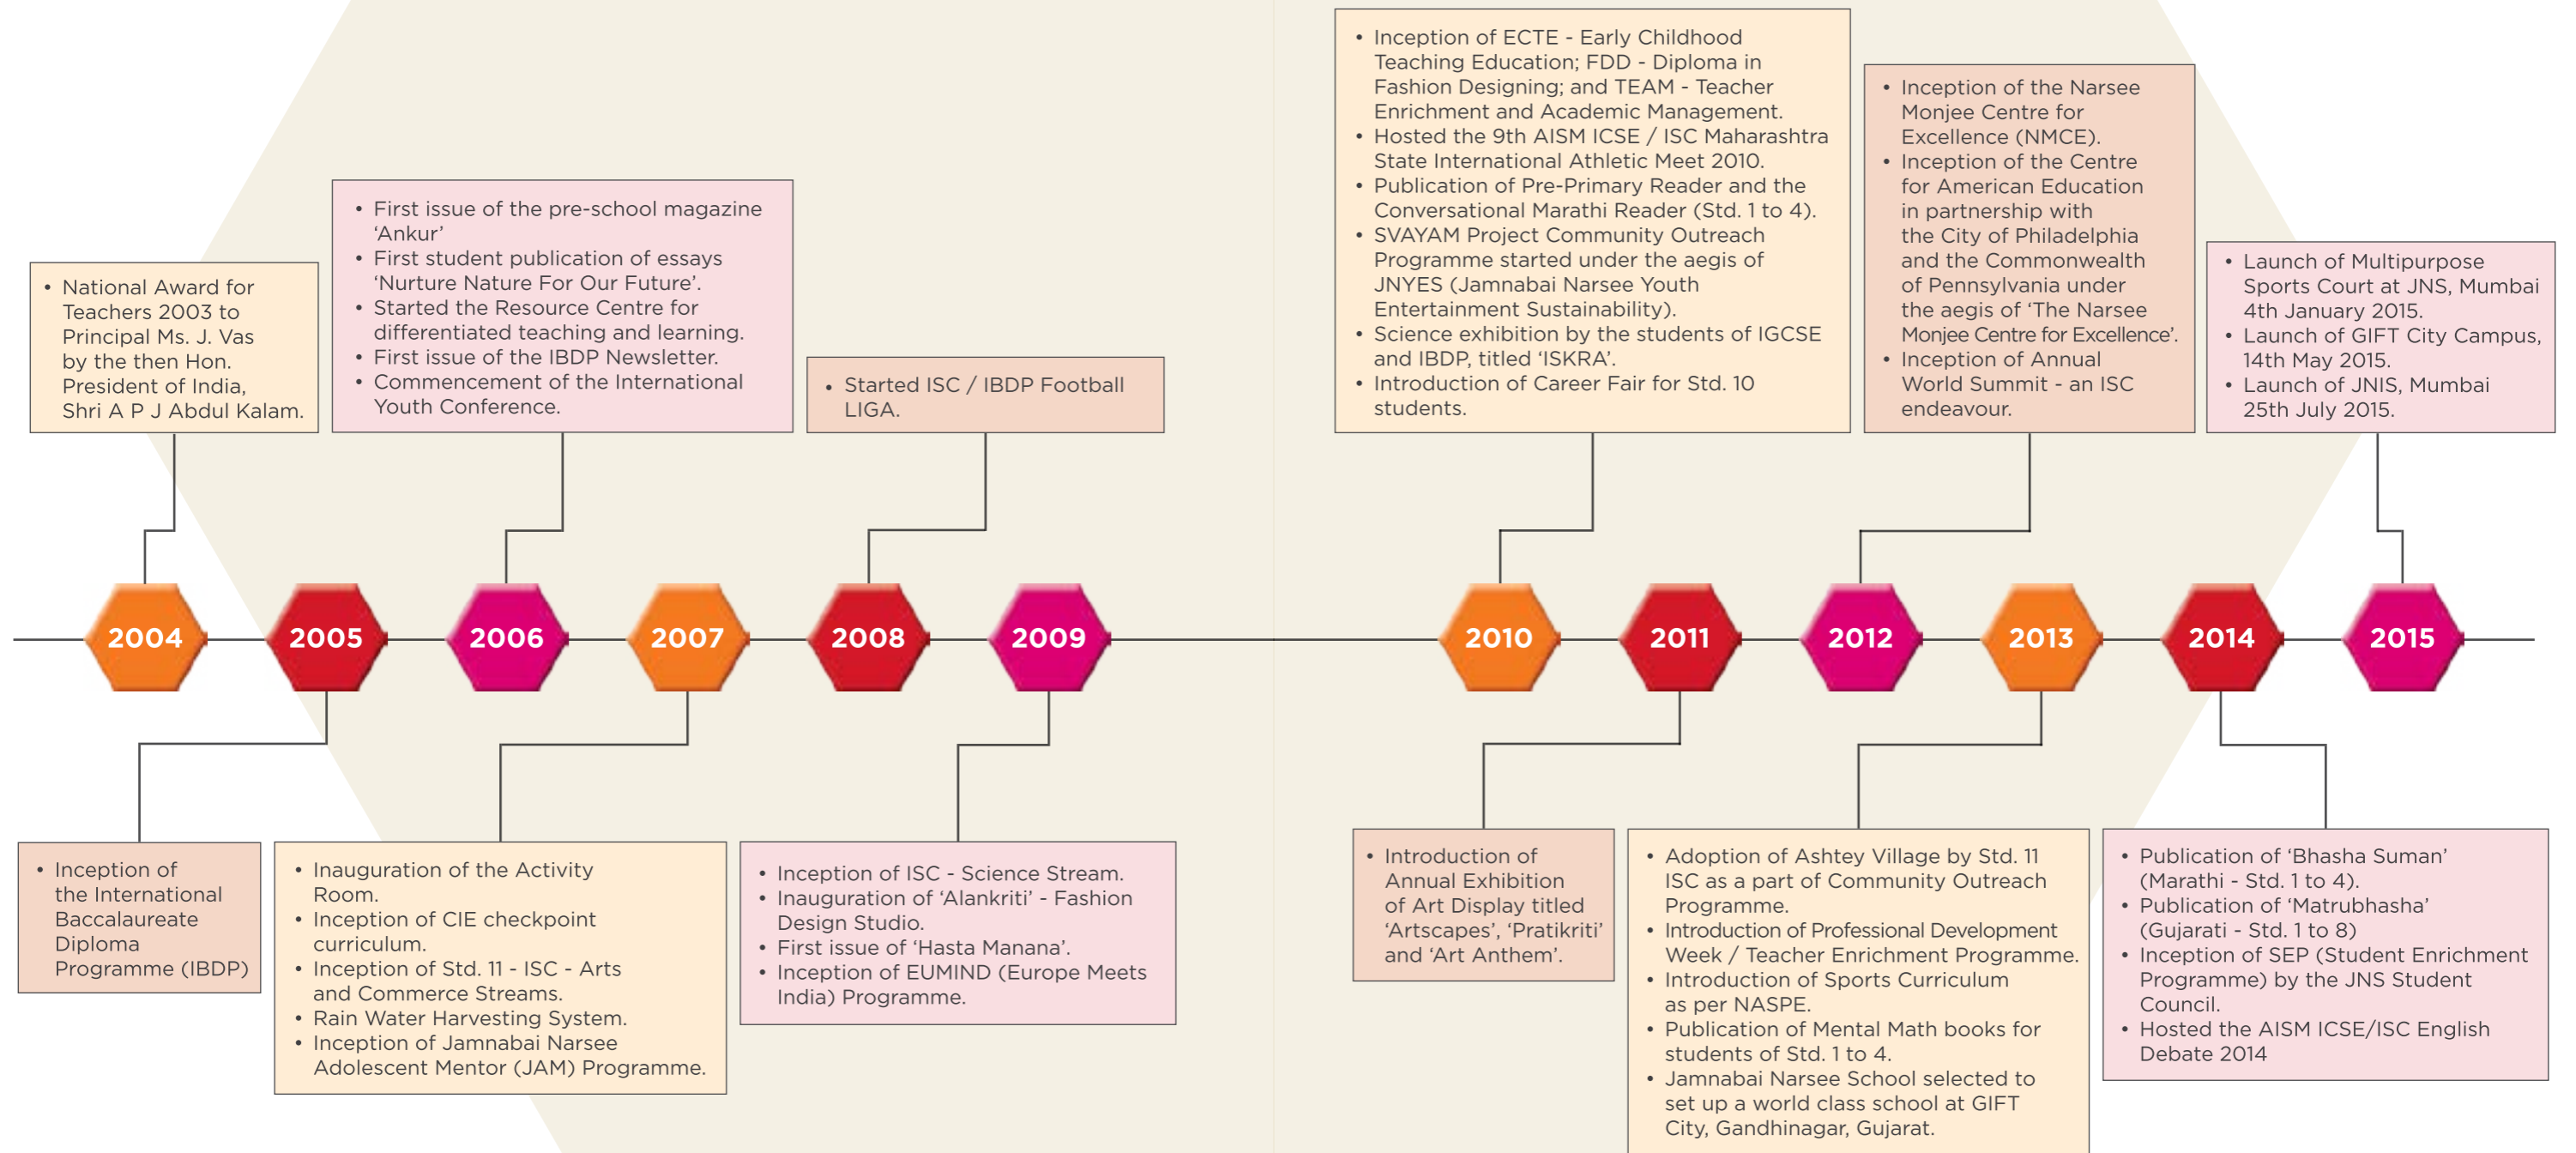 • National Award for
Teachers 2003 to
Principal Ms. J. Vas
by the then Hon.
President of India,
Shri A P J Abdul Kalam.
• First issue of the pre-school magazine
‘Ankur’
• First student publication of essays
‘Nurture Nature For Our Future’.
• Started the Resource Centre for
differentiated teaching and learning.
• First issue of the IBDP Newsletter.
• Commencement of the International
Youth Conference.
• Started ISC / IBDP Football
LIGA.
• Inception of ECTE - Early Childhood
Teaching Education; FDD - Diploma in
Fashion Designing; and TEAM - Teacher
Enrichment and Academic Management.
• Hosted the 9th AISM ICSE / ISC Maharashtra
State International Athletic Meet 2010.
• Publication of Pre-Primary Reader and the
Conversational Marathi Reader (Std. 1 to 4).
• SVAYAM Project Community Outreach
Programme started under the aegis of
JNYES (Jamnabai Narsee Youth
Entertainment Sustainability).
• Science exhibition by the students of IGCSE
and IBDP, titled ‘ISKRA’.
• Introduction of Career Fair for Std. 10
students.
• Inception of the Narsee
Monjee Centre for
Excellence (NMCE).
• Inception of the Centre
for American Education
in partnership with
the City of Philadelphia
and the Commonwealth
of Pennsylvania under
the aegis of ‘The Narsee
Monjee Centre for Excellence’.
• Inception of Annual
World Summit - an ISC
endeavour.
• Launch of Multipurpose
Sports Court at JNS, Mumbai
4th January 2015.
• Launch of GIFT City Campus,
14th May 2015.
• Launch of JNIS, Mumbai
25th July 2015.
2004 2005 2006 2007 2008 2009 2010 2011 2012 2013 2014 2015
• Inception of
the International
Baccalaureate
Diploma
Programme (IBDP)
• Inauguration of the Activity
Room.
• Inception of CIE checkpoint
curriculum.
• Inception of Std. 11 - ISC - Arts
and Commerce Streams.
• Rain Water Harvesting System.
• Inception of Jamnabai Narsee
Adolescent Mentor (JAM) Programme.
• Inception of ISC - Science Stream.
• Inauguration of ‘Alankriti’ - Fashion
Design Studio.
• First issue of ‘Hasta Manana’.
• Inception of EUMIND (Europe Meets
India) Programme.
• Introduction of
Annual Exhibition
of Art Display titled
‘Artscapes’, ‘Pratikriti’
and ‘Art Anthem’.
• Adoption of Ashtey Village by Std. 11
ISC as a part of Community Outreach
Programme.
• Introduction of Professional Development
Week / Teacher Enrichment Programme.
• Introduction of Sports Curriculum
as per NASPE.
• Publication of Mental Math books for
students of Std. 1 to 4.
• Jamnabai Narsee School selected to
set up a world class school at GIFT
City, Gandhinagar, Gujarat.
• Publication of ‘Bhasha Suman’
(Marathi - Std. 1 to 4).
• Publication of ‘Matrubhasha’
(Gujarati - Std. 1 to 8)
• Inception of SEP (Student Enrichment
Programme) by the JNS Student
Council.
• Hosted the AISM ICSE/ISC English
Debate 2014